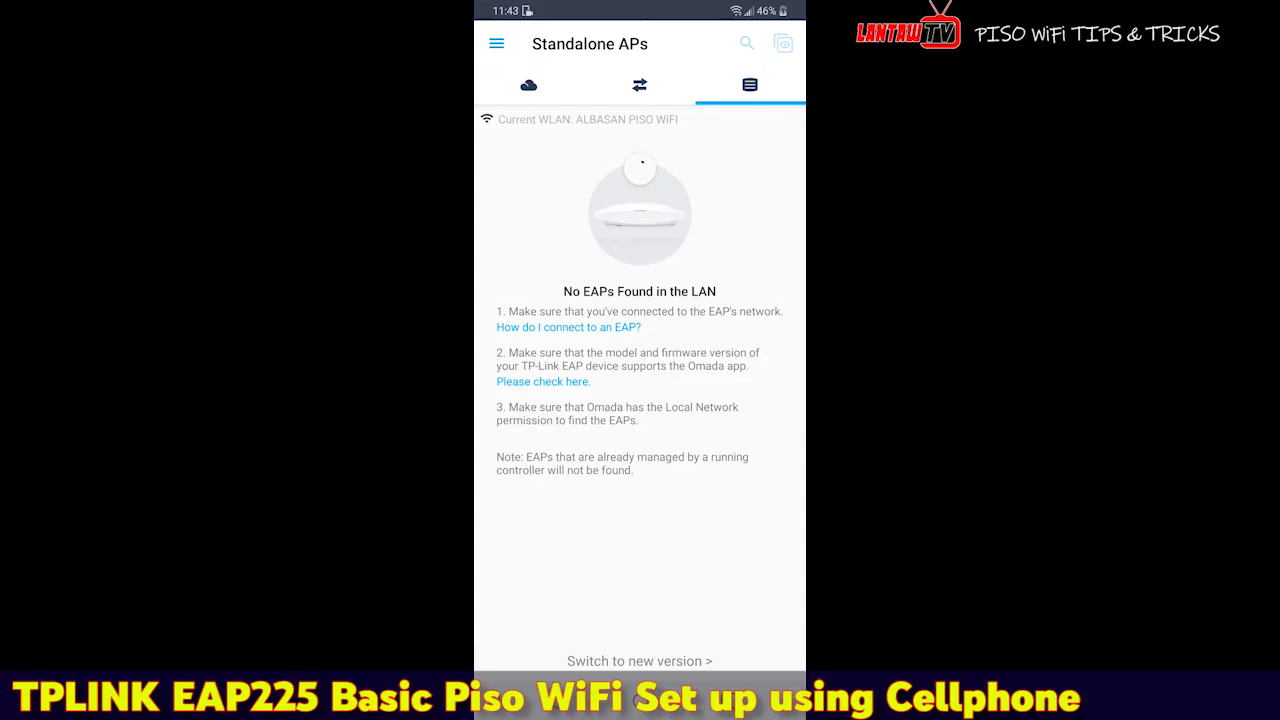 11:43
46%
LANTAW TV
PISO WiFi TIPS & TRICKS
Standalone APs
Current WLAN: ALBASAN PISO WiFI
No EAPs Found in the LAN
1. Make sure that you've connected to the EAP's network.
How do I connect to an EAP?
2. Make sure that the model and firmware version of
your TP-Link EAP device supports the Omada app.
Please check here.
3. Make sure that Omada has the Local Network
permission to find the EAPs.
Note: EAPs that are already managed by a running
controller will not be found.
Switch to new version >
TPLINK EAP225 Basic Piso WiFi Set up using Cellphone